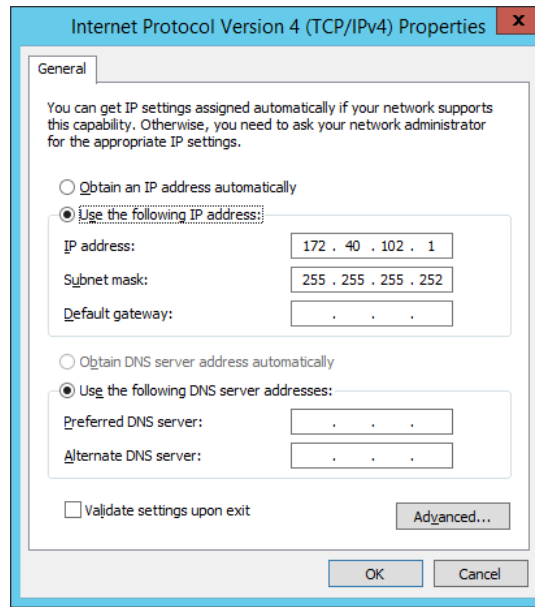 Internet Protocol Version 4 (TCP/IPv4) Properties
x
General
You can get IP settings assigned automatically if your network supports
this capability. Otherwise, you need to ask your network administrator
for the appropriate IP settings.
Obtain an IP address automatically
Use the following IP address:
IP address: 172 . 40 . 102 . 1
Subnet mask: 255 . 255 . 255 . 252
Default gateway: . . .
Obtain DNS server address automatically
Use the following DNS server addresses:
Preferred DNS server: . . .
Alternate DNS server: . . .
Validate settings upon exit
Advanced...
OK Cancel